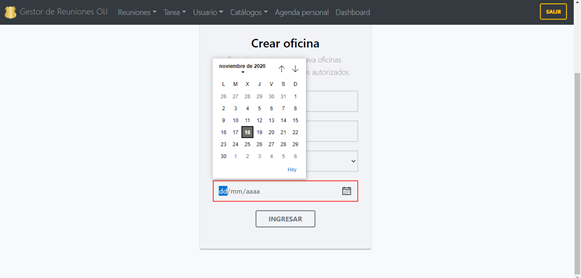 Gestor de Reuniones OIJ Reuniones Tarea Usuario Catálogos Agenda personal Dashboard SALIR
Crear oficina
va oficinas.
os autorizados.
noviembre de 2020
L M X J V S D
26 27 28 29 30 31 1
2 3 4 5 6 7 8
9 10 11 12 13 14 15
16 17 18 19 20 21 22
23 24 25 26 27 28 29
30 1 2 3 4 5 6
Hoy
dd/mm/aaaa
INGRESAR